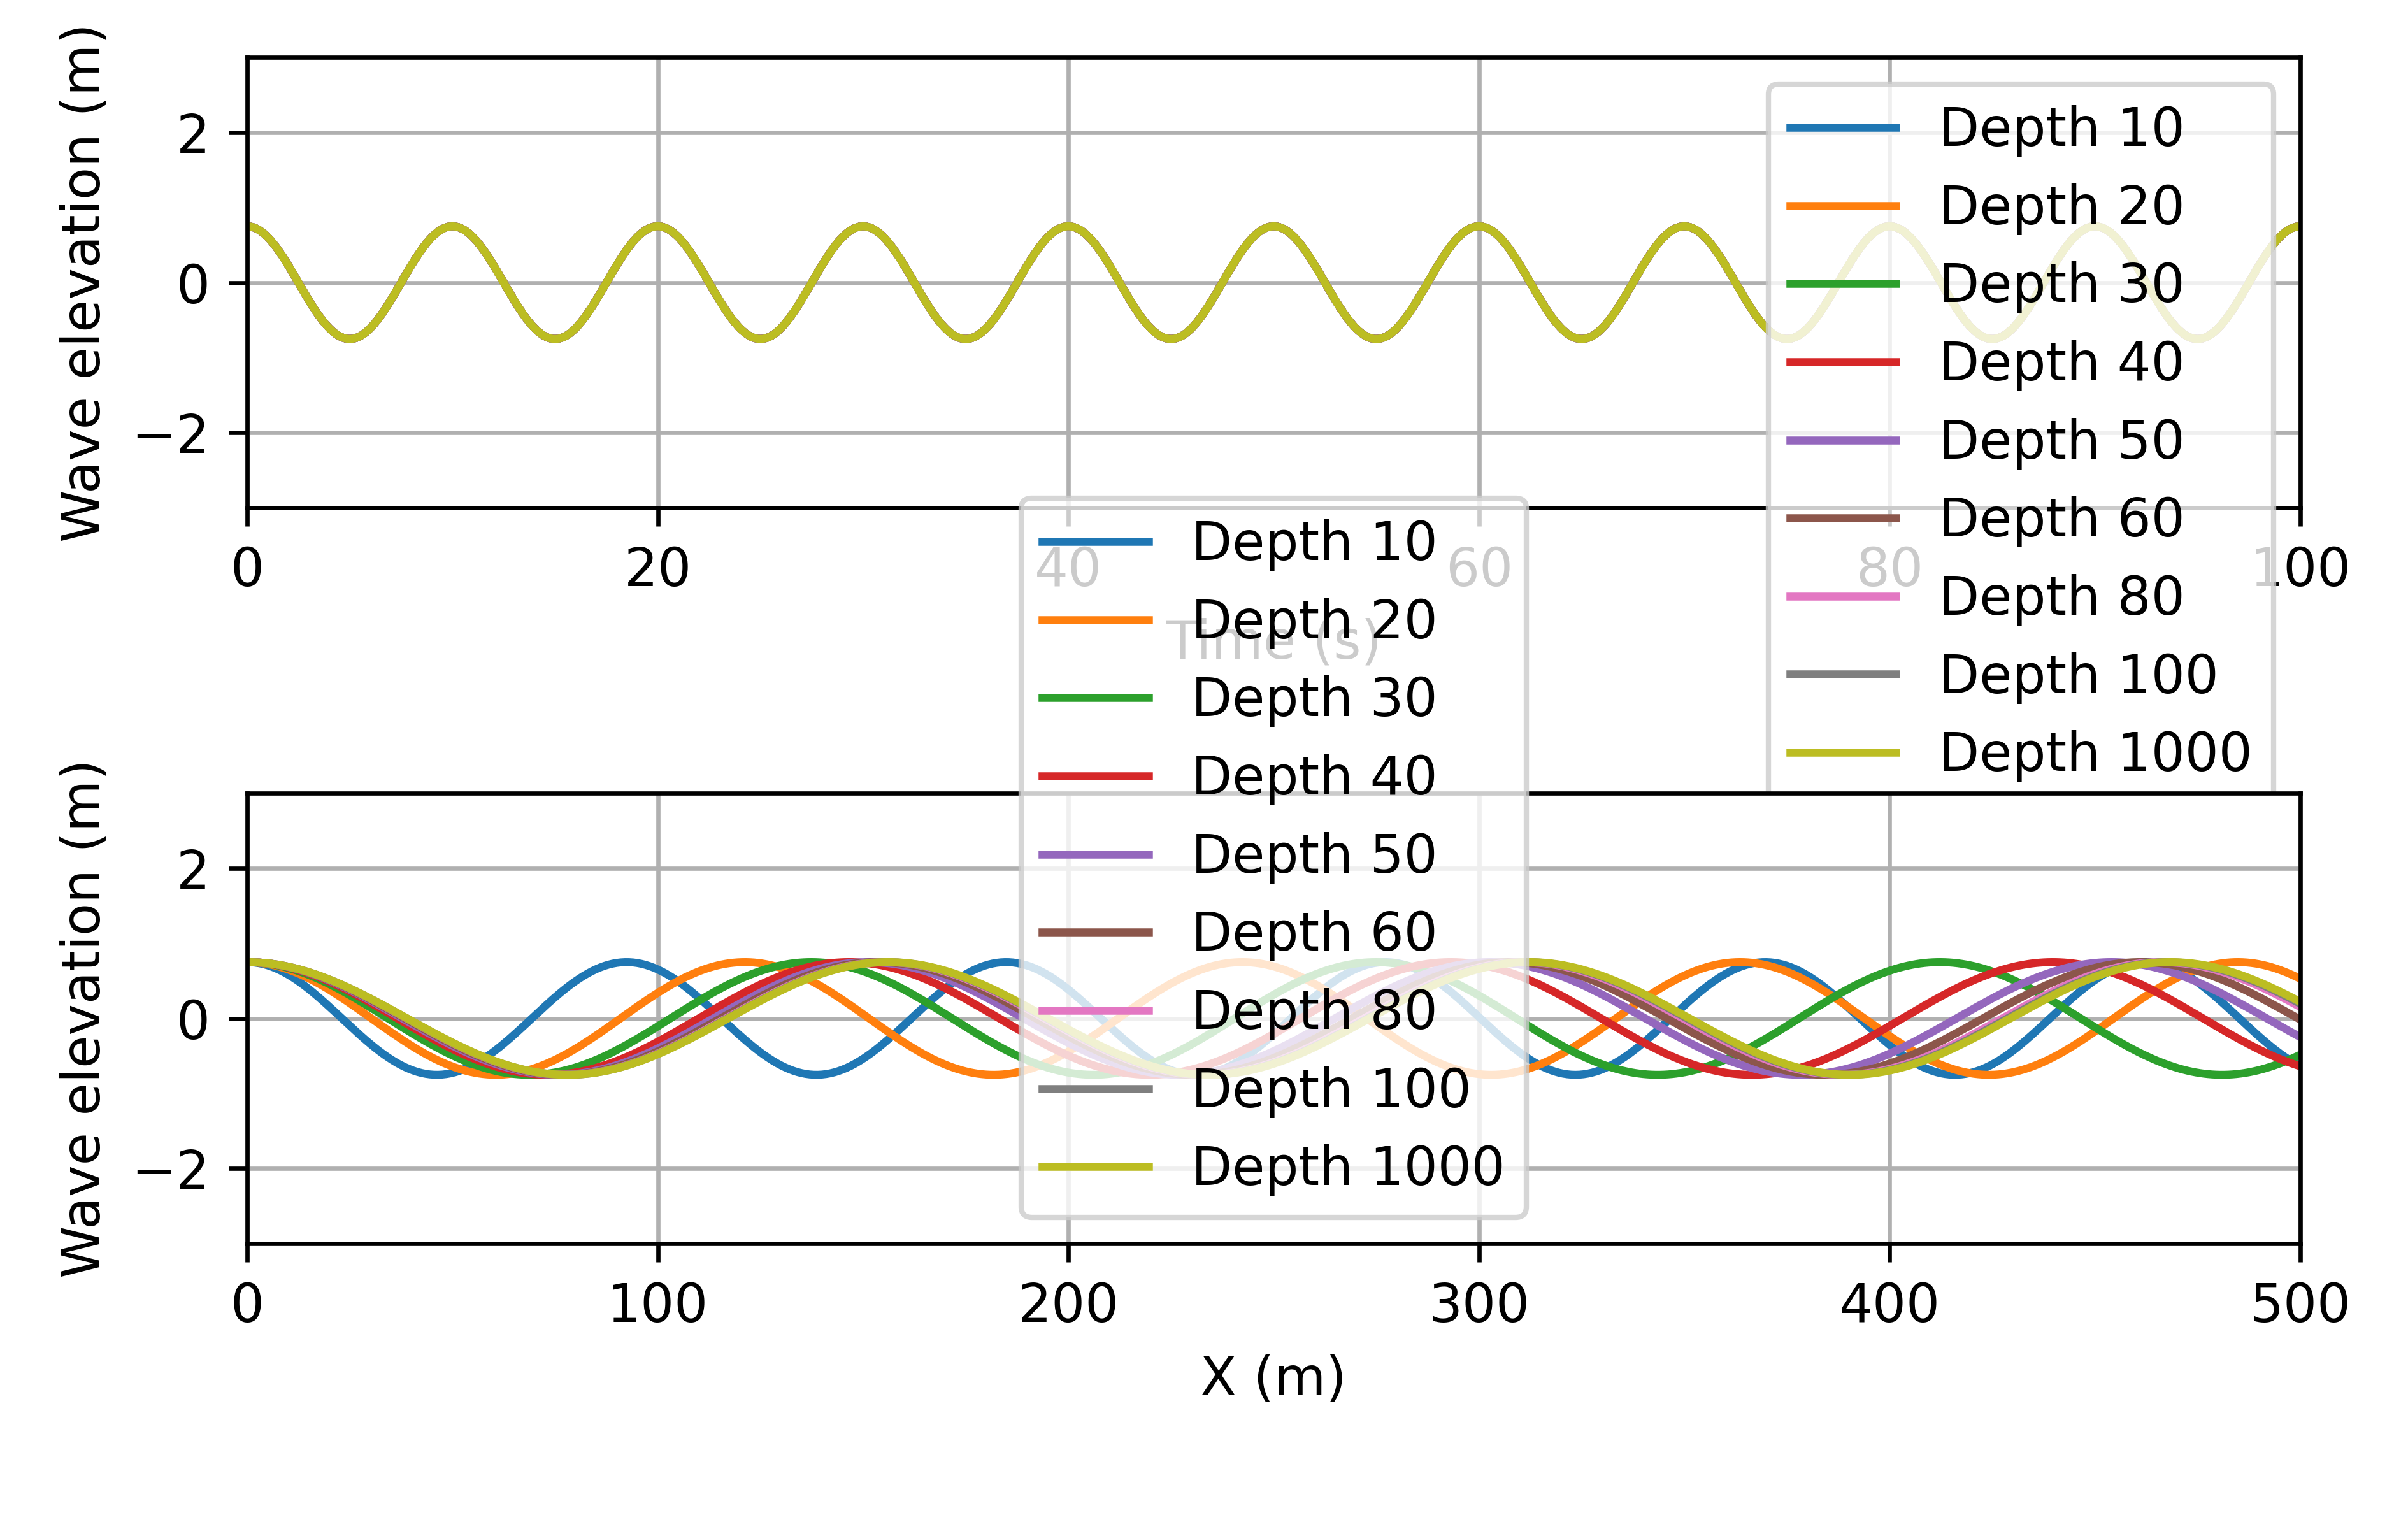 Wave elevation (m)
2
0
−2
0
20
40
60
80
100
Time (s)
Depth 10
Depth 20
Depth 30
Depth 40
Depth 50
Depth 60
Depth 80
Depth 100
Depth 1000
Wave elevation (m)
2
0
−2
0
100
200
300
400
500
X (m)
Depth 10
Depth 20
Depth 30
Depth 40
Depth 50
Depth 60
Depth 80
Depth 100
Depth 1000